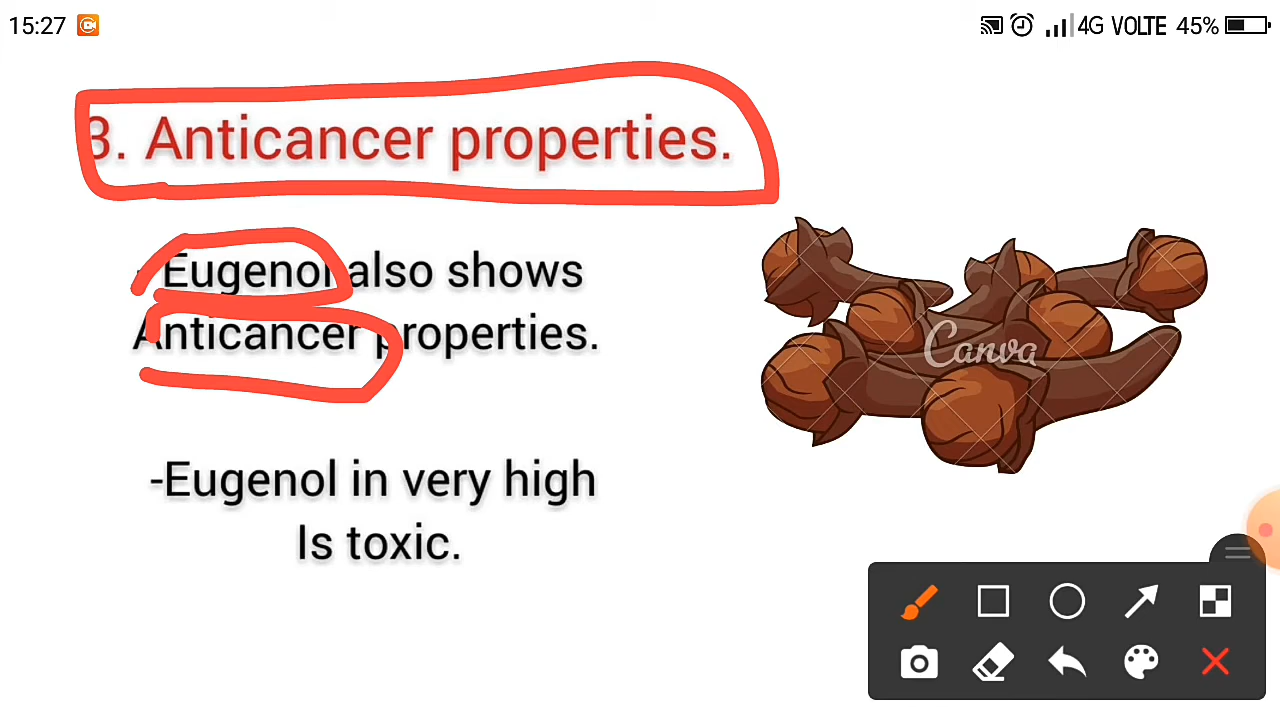 15:27
4G VOLTE 45%
3. Anticancer properties.
- Eugenol also shows
Anticancer properties.
Canva
-Eugenol in very high
Is toxic.